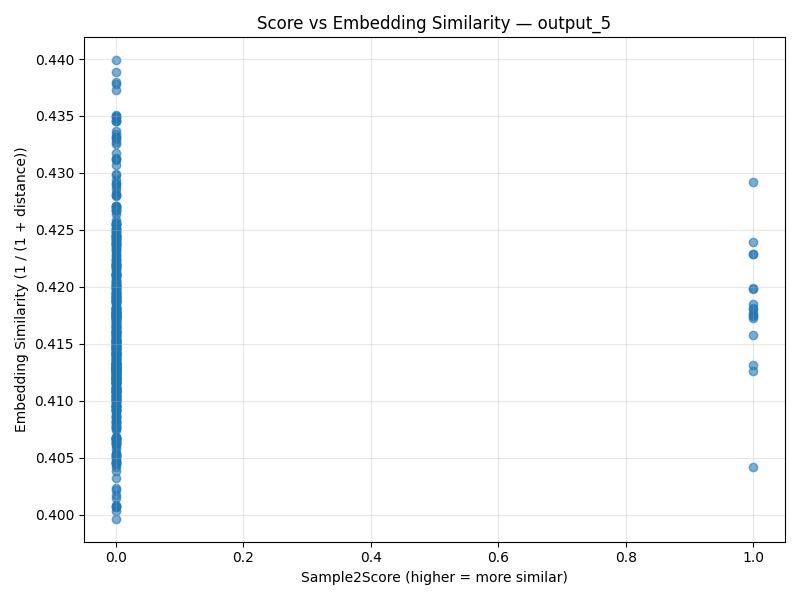 Score vs Embedding Similarity — output_5
0.440
0.435
0.430
0.425
0.420
0.415
0.410
0.405
0.400
Embedding Similarity (1 / (1 + distance))
0.0 0.2 0.4 0.6 0.8 1.0
Sample2Score (higher = more similar)